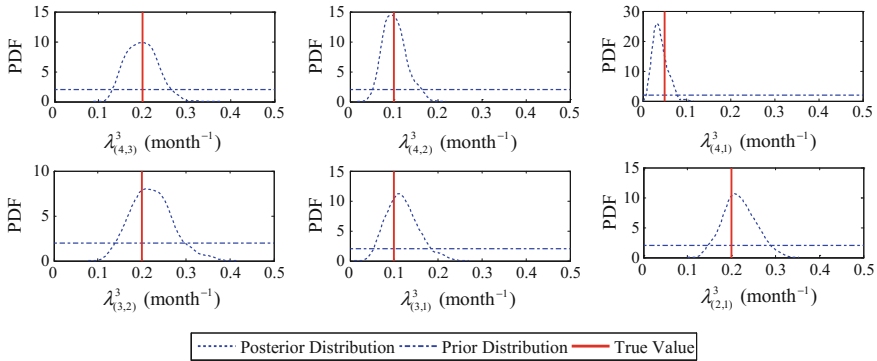 15
10
5
0
PDF
0 0.1 0.2 0.3 0.4 0.5
λ³₍₄,₃₎ (month⁻¹)
15
10
5
0
PDF
0 0.1 0.2 0.3 0.4 0.5
λ³₍₄,₂₎ (month⁻¹)
30
20
10
0
PDF
0 0.1 0.2 0.3 0.4 0.5
λ³₍₄,₁₎ (month⁻¹)
10
5
0
PDF
0 0.1 0.2 0.3 0.4 0.5
λ³₍₃,₂₎ (month⁻¹)
15
10
5
0
PDF
0 0.1 0.2 0.3 0.4 0.5
λ³₍₃,₁₎ (month⁻¹)
15
10
5
0
PDF
0 0.1 0.2 0.3 0.4 0.5
λ³₍₂,₁₎ (month⁻¹)
Posterior Distribution Prior Distribution True Value